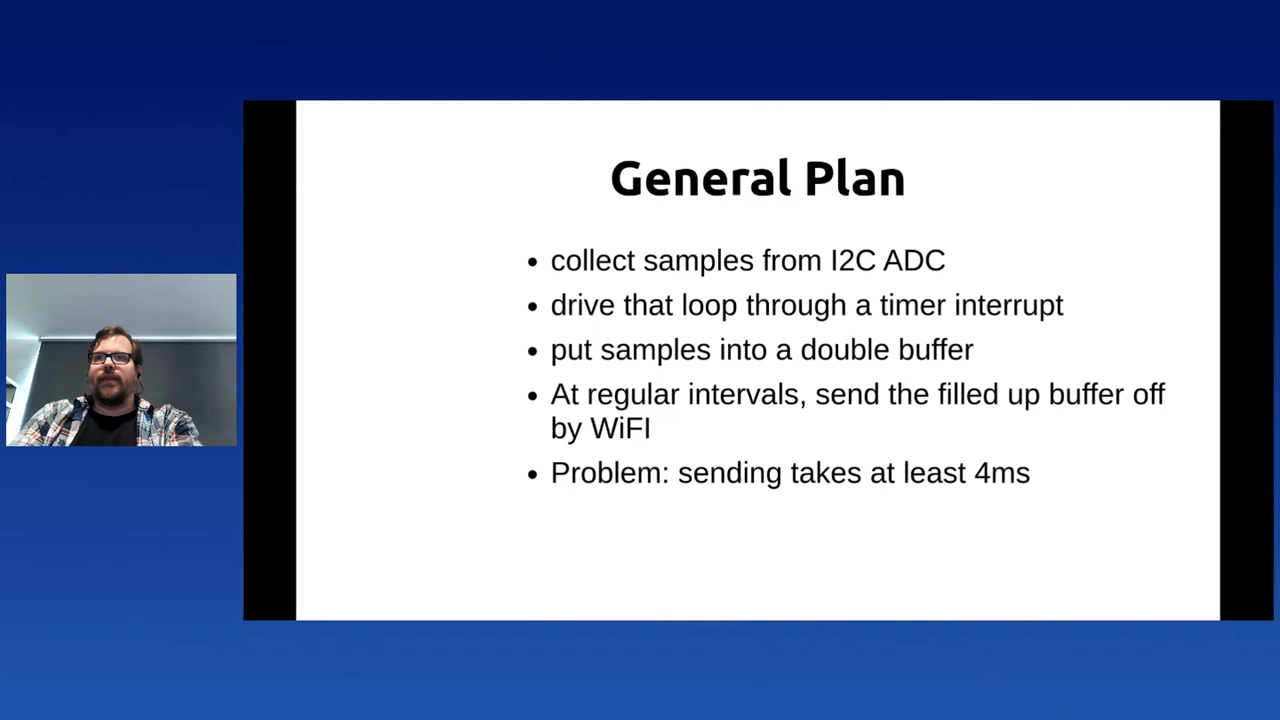 General Plan
collect samples from I2C ADC
drive that loop through a timer interrupt
put samples into a double buffer
At regular intervals, send the filled up buffer off
by WiFI
Problem: sending takes at least 4ms